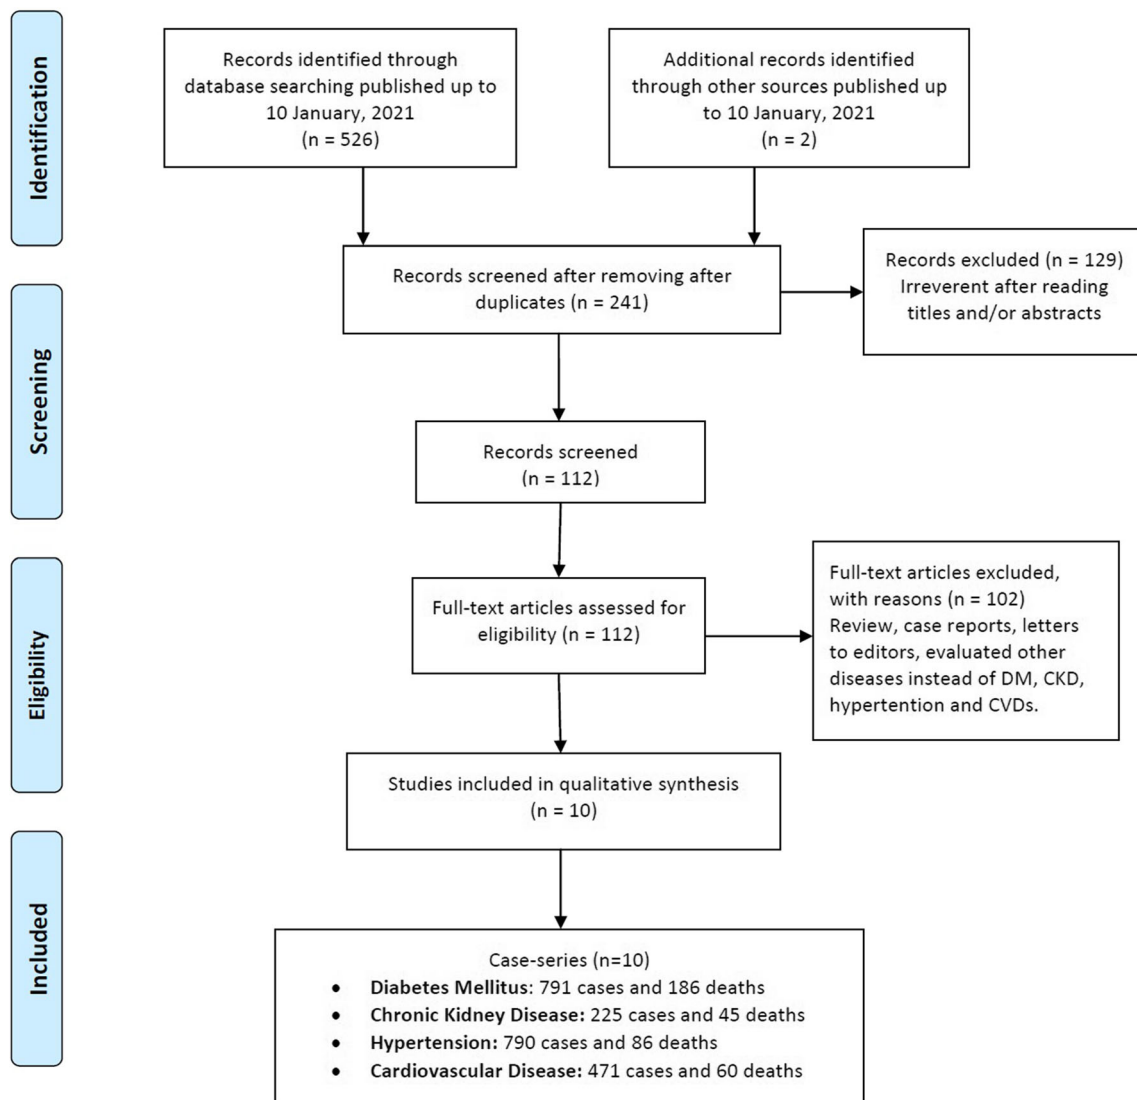 Identification
Records identified through
database searching published up to
10 January, 2021
(n = 526)
Additional records identified
through other sources published up
to 10 January, 2021
(n = 2)
Records screened after removing after
duplicates (n = 241)
Records excluded (n = 129)
Irreverent after reading
titles and/or abstracts
Screening
Records screened
(n = 112)
Eligibility
Full-text articles assessed for
eligibility (n = 112)
Full-text articles excluded,
with reasons (n = 102)
Review, case reports, letters
to editors, evaluated other
diseases instead of DM, CKD,
hypertention and CVDs.
Studies included in qualitative synthesis
(n = 10)
Included
Case-series (n=10)
• Diabetes Mellitus: 791 cases and 186 deaths
• Chronic Kidney Disease: 225 cases and 45 deaths
• Hypertension: 790 cases and 86 deaths
• Cardiovascular Disease: 471 cases and 60 deaths